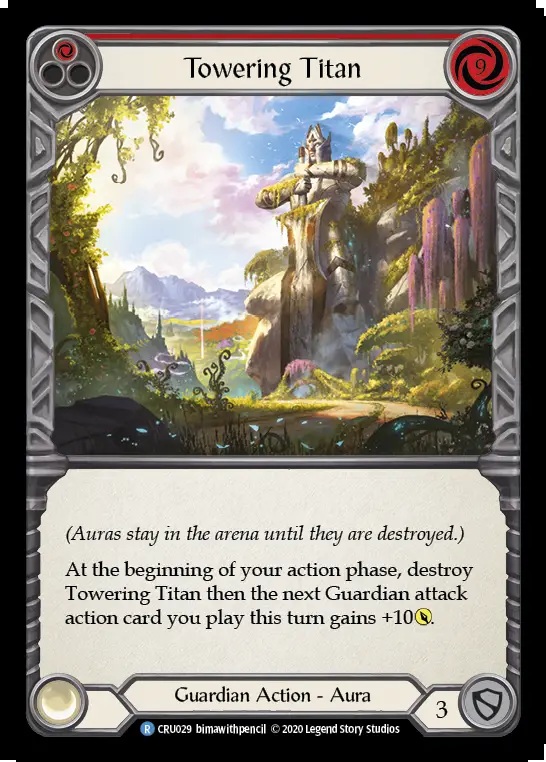 9
Towering Titan
(Auras stay in the arena until they are destroyed.)
At the beginning of your action phase, destroy
Towering Titan then the next Guardian attack
action card you play this turn gains +10.
Guardian Action - Aura
3
R CRU029 bimawithpencil © 2020 Legend Story Studios